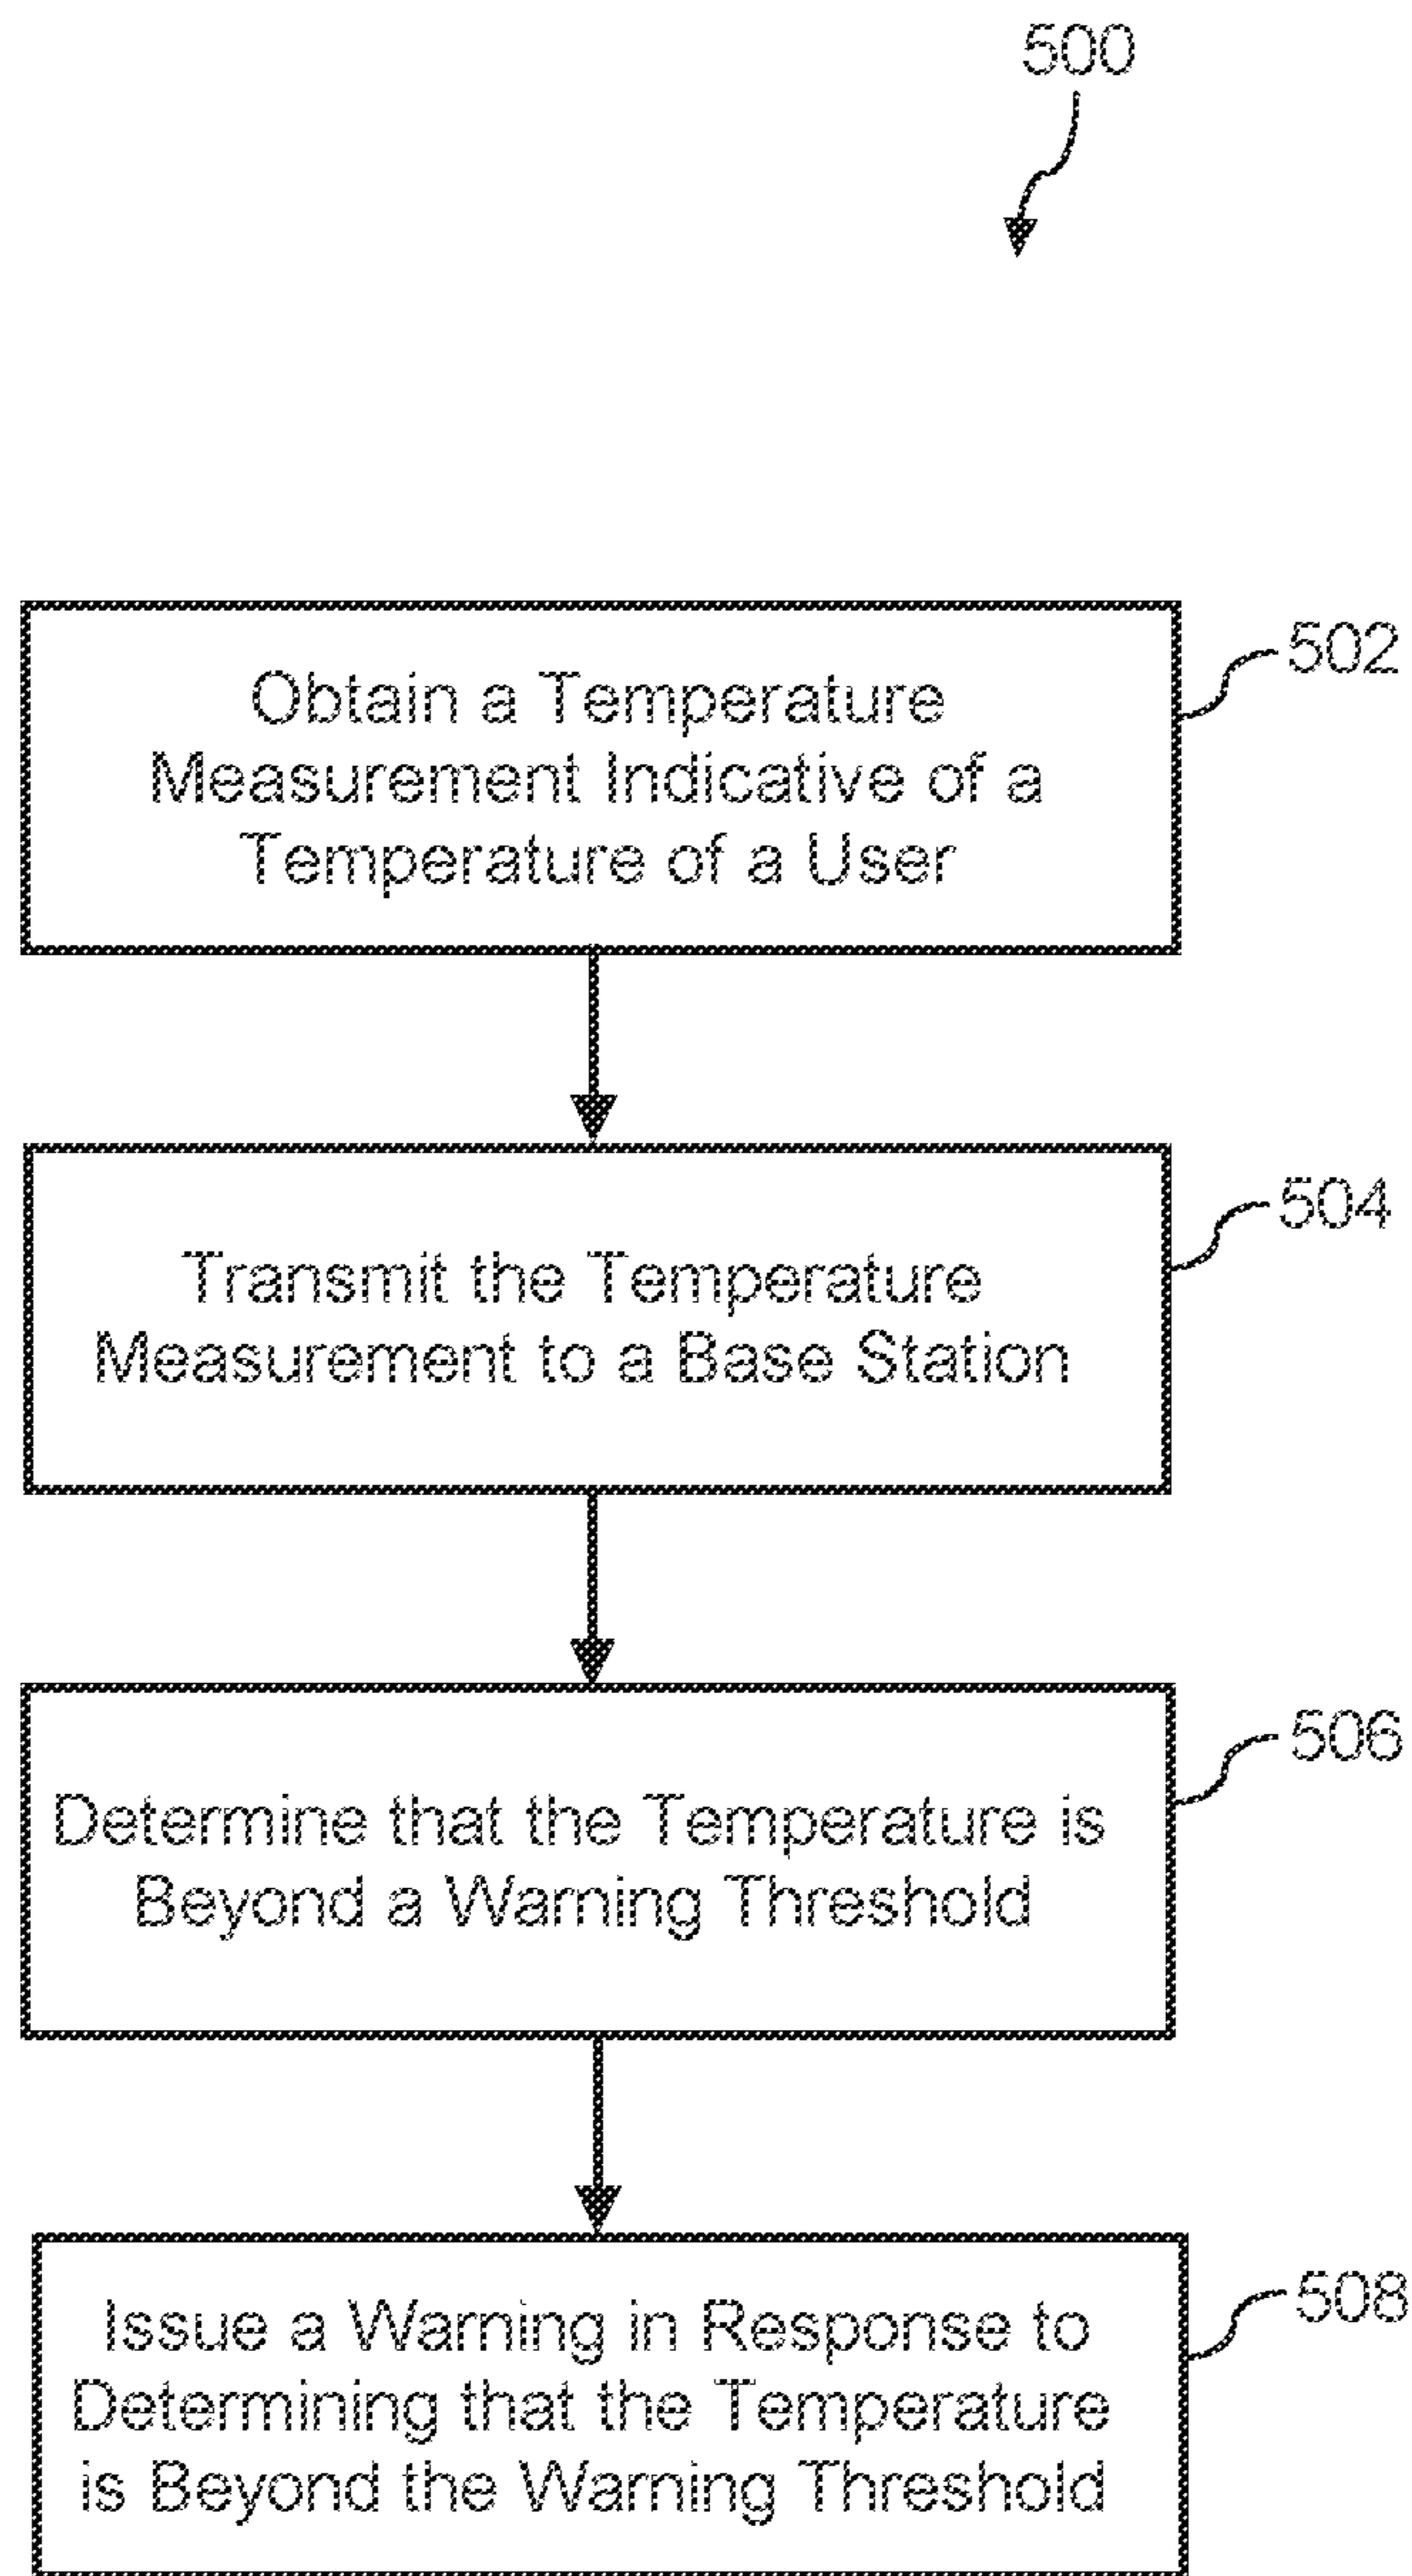 500
Obtain a Temperature
Measurement Indicative of a
Temperature of a User
502
Transmit the Temperature
Measurement to a Base Station
504
Determine that the Temperature is
Beyond a Warning Threshold
506
Issue a Warning in Response to
Determining that the Temperature
is Beyond the Warning Threshold
508